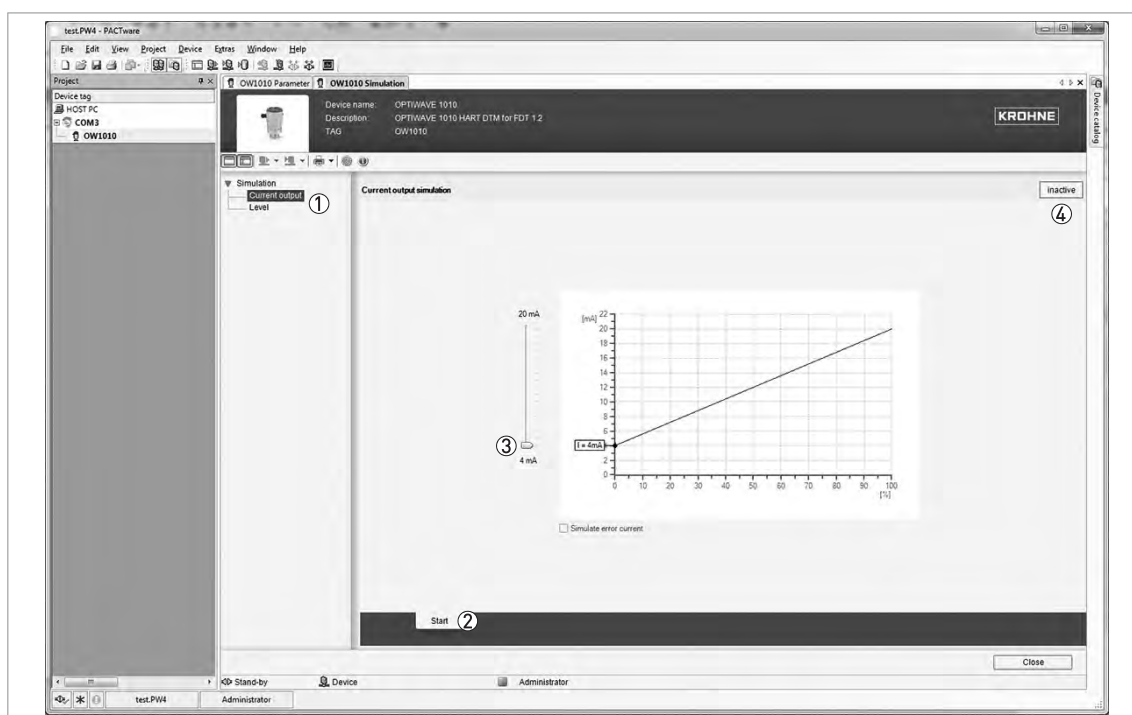 test.PW4 - PACTware
File Edit View Project Device Extras Window Help
Project
Device tag
HOST PC
COM3
OW1010
OW1010 Parameter
OW1010 Simulation
Device name: OPTIWAVE 1010
Description: OPTIWAVE 1010 HART DTM for FDT 1.2
TAG OW1010
KROHNE
Device catalog
Simulation
Current output
Level
①
Current output simulation
inactive
④
20 mA
③
4 mA
[mA]
22
20
18
16
14
12
10
8
6
I = 4mA
2
0
0 10 20 30 40 50 60 70 80 90 100
[%]
Simulate error current
Start ②
Close
Stand-by Device Administrator
test.PW4 Administrator